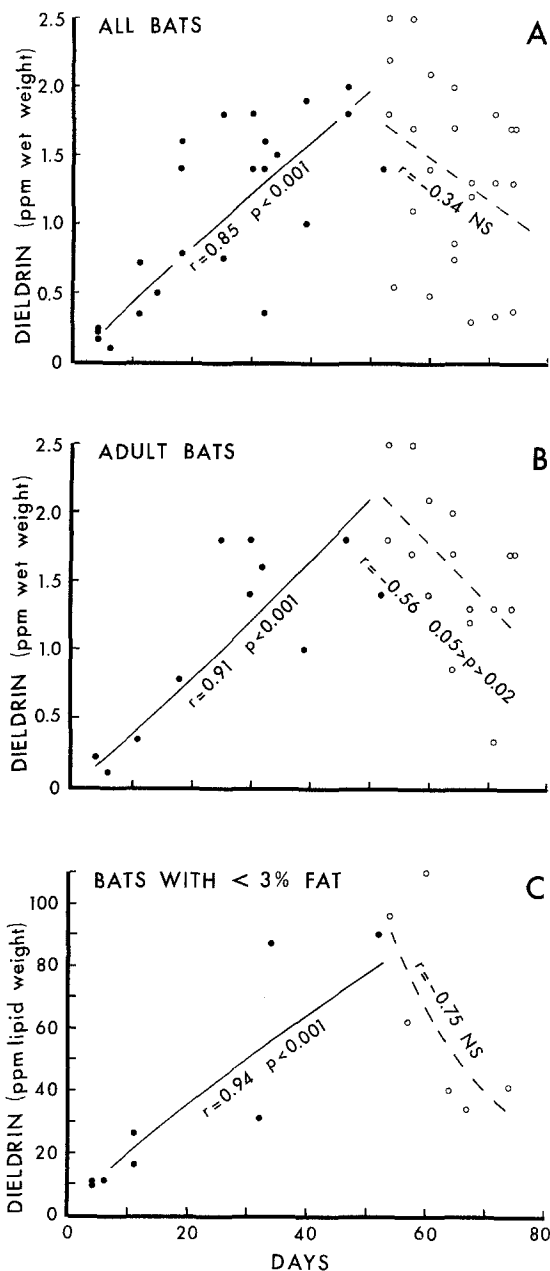 ALL BATS
A
2.5
2.0
1.5
1.0
0.5
0
DIELDRIN (ppm wet weight)
r=0.85 p<0.001
r=-0.34 NS
ADULT BATS
B
2.5
2.0
1.5
1.0
0.5
0
DIELDRIN (ppm wet weight)
r=0.91 p<0.001
r=-0.56 0.05>p>0.02
BATS WITH < 3% FAT
C
100
80
60
40
20
0
DIELDRIN (ppm lipid weight)
r=0.94 p<0.001
r=-0.75 NS
0 20 40 60 80
DAYS